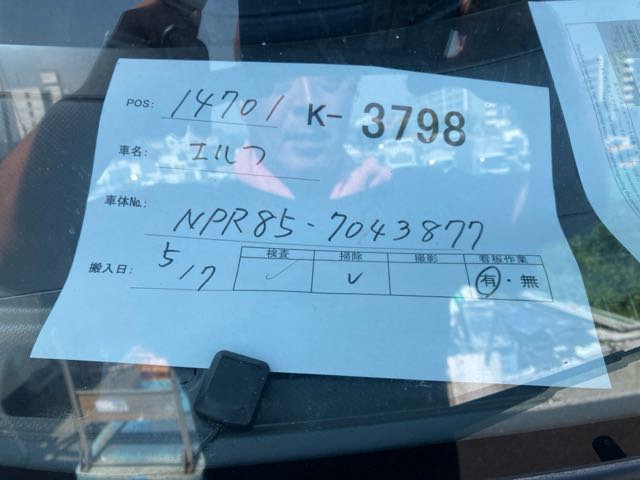 POS: 14701 K- 3798
車名: エルフ
車体No.: NPR85-7043877
搬入日: 5/17
検査 掃除 撮影 看板作業
✓ ✓ 有・無